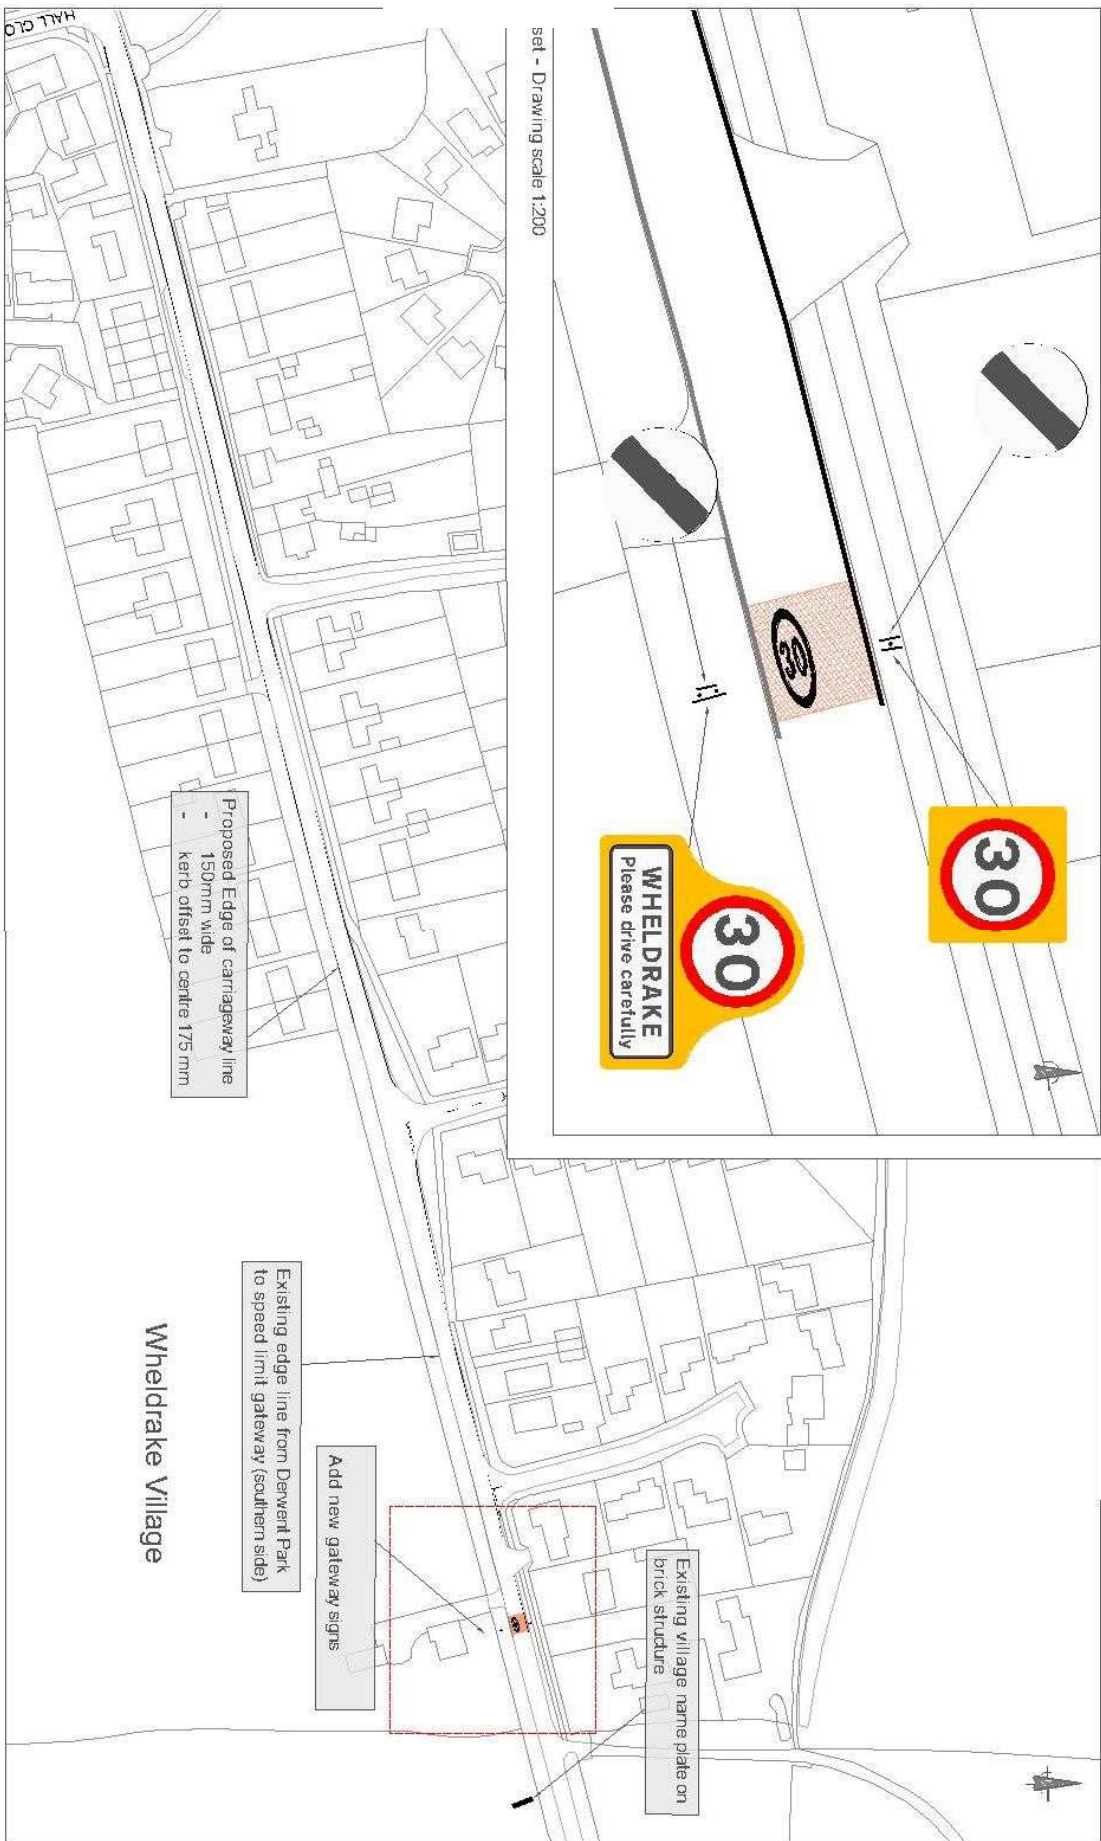 HALL CLO
set - Drawing scale 1:200
30
30
30
WHELDRAKE
Please drive carefully
Proposed Edge of carriageway line
- 150mm wide
- kerb offset to centre 175 mm
Existing edge line from Derwent Park
to speed limit gateway (southern side)
Add new gateway signs
Existing village name plate on
brick structure
Wheldrake Village